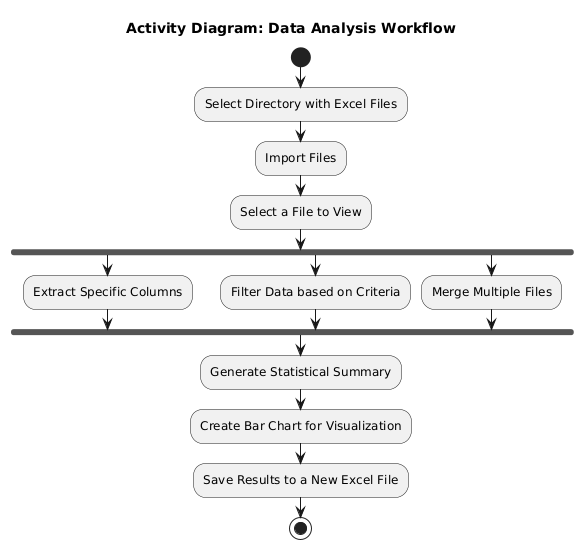 Activity Diagram: Data Analysis Workflow
Select Directory with Excel Files
Import Files
Select a File to View
Extract Specific Columns
Filter Data based on Criteria
Merge Multiple Files
Generate Statistical Summary
Create Bar Chart for Visualization
Save Results to a New Excel File